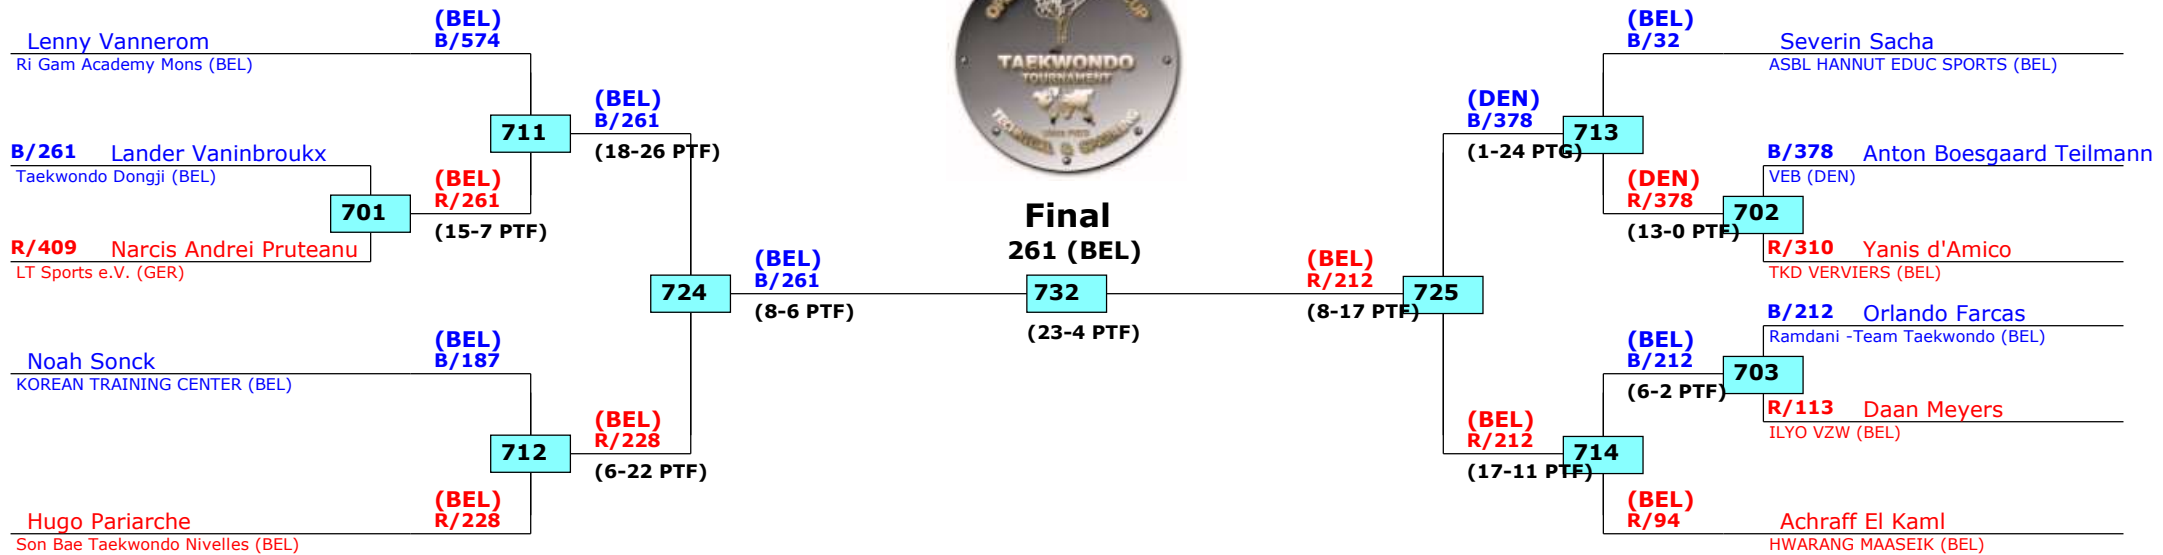 (BEL)
B/574
Lenny Vannerom
Ri Gam Academy Mons (BEL)
711
(BEL)
B/261
(18-26 PTF)
B/261 Lander Vaninbroukx
Taekwondo Dongji (BEL)
701
(BEL)
R/261
(15-7 PTF)
R/409 Narcis Andrei Pruteanu
LT Sports e.V. (GER)
724
(BEL)
B/261
(8-6 PTF)
(BEL)
B/187
Noah Sonck
KOREAN TRAINING CENTER (BEL)
712
(BEL)
R/228
(6-22 PTF)
(BEL)
R/228
Hugo Pariarche
Son Bae Taekwondo Nivelles (BEL)
CUP
TAEKWONDO
TOURNAMENT
TECHNICAL & SPARRING
Final
261 (BEL)
732
(23-4 PTF)
(BEL)
R/212
(8-17 PTF)
725
(DEN)
B/378
(1-24 PTG)
713
(BEL)
B/32
Severin Sacha
ASBL HANNUT EDUC SPORTS (BEL)
B/378 Anton Boesgaard Teilmann
VEB (DEN)
(DEN)
R/378
(13-0 PTF)
702
R/310 Yanis d'Amico
TKD VERVIERS (BEL)
B/212 Orlando Farcas
Ramdani -Team Taekwondo (BEL)
(BEL)
B/212
(6-2 PTF)
703
R/113 Daan Meyers
ILYO VZW (BEL)
(BEL)
R/212
(17-11 PTF)
714
(BEL)
R/94
Achraff El Kaml
HWARANG MAASEIK (BEL)